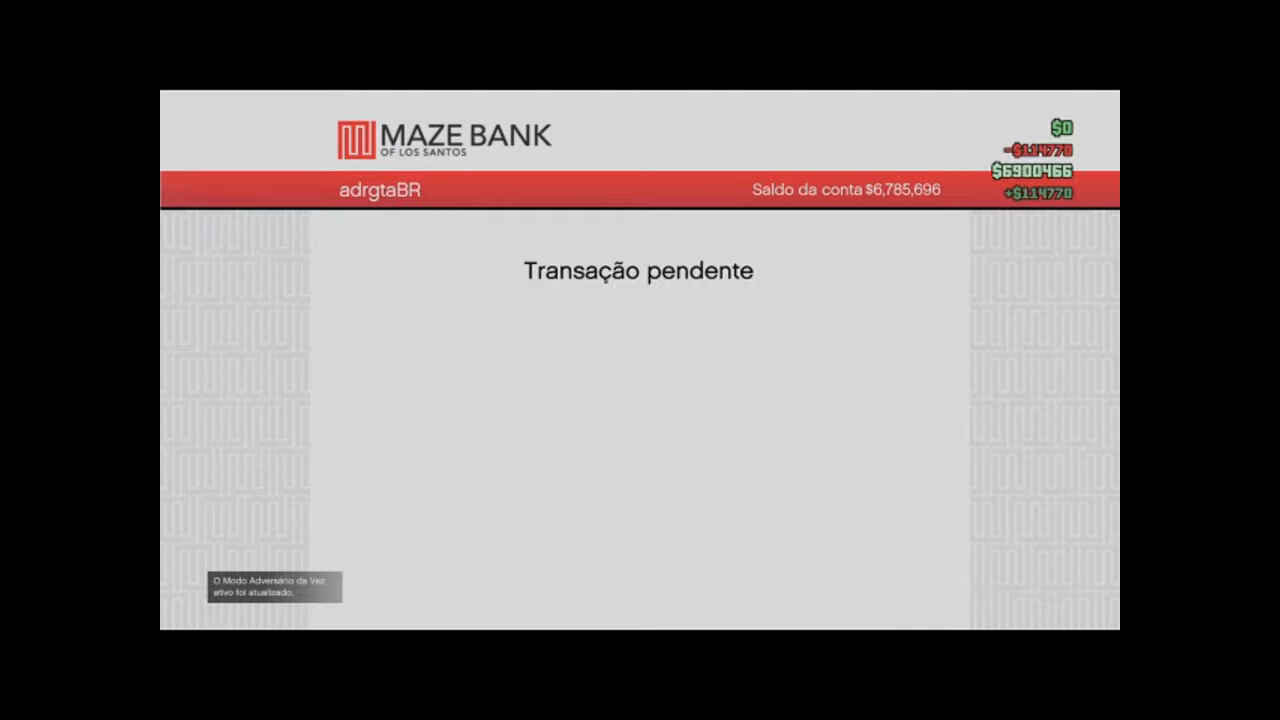 MAZE BANK
OF LOS SANTOS
$0
-$114770
$6900466
+$114770
adrgtaBR
Saldo da conta $6,785,696
Transação pendente
O Modo Adversário da Vez
ativo foi atualizado.